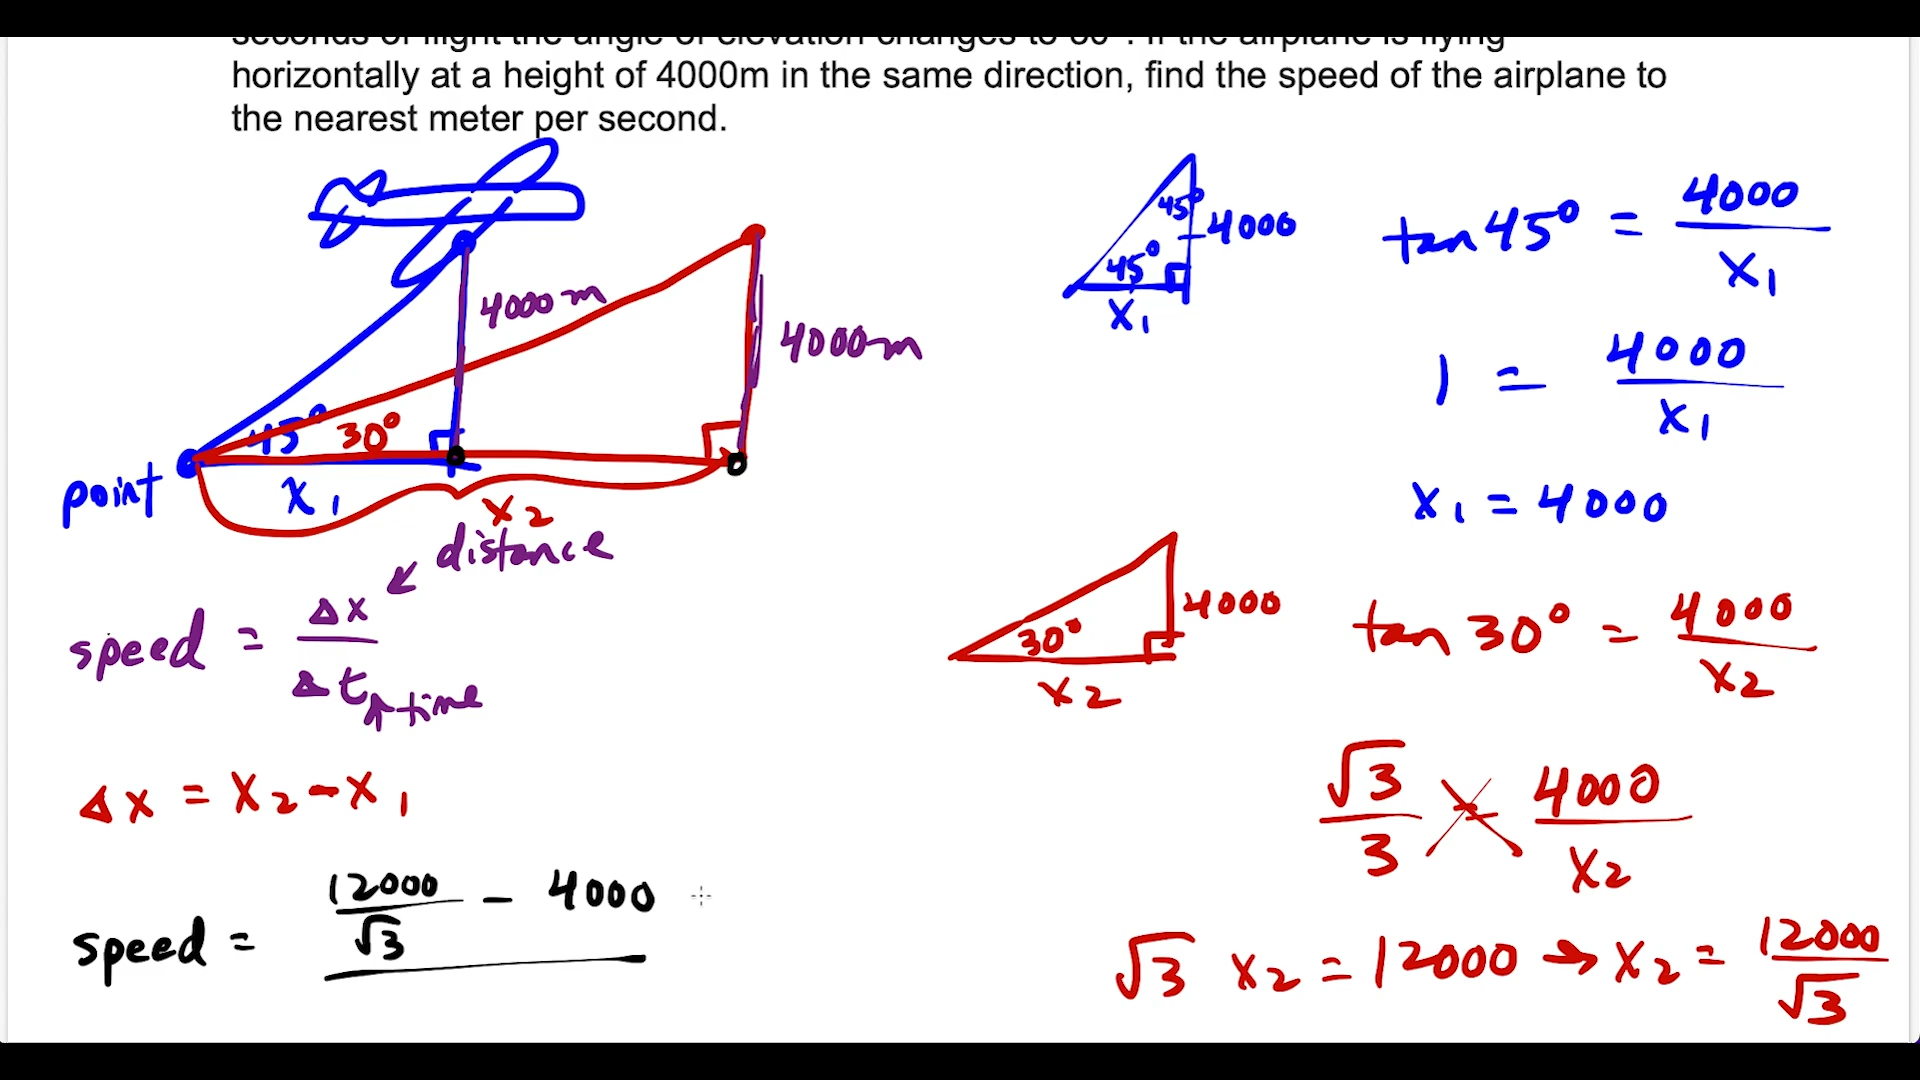 horizontally at a height of 4000m in the same direction, find the speed of the airplane to
the nearest meter per second.
4000m
4000m
45°
30°
point
x₁
x₂
distance
speed = Δx / Δt
time
Δx = x₂ - x₁
speed = 12000/√3 - 4000
45°
45°
4000
x₁
tan 45° = 4000/x₁
1 = 4000/x₁
x₁ = 4000
30°
4000
x₂
tan 30° = 4000/x₂
√3/3 = 4000/x₂
√3 x₂ = 12000 → x₂ = 12000/√3